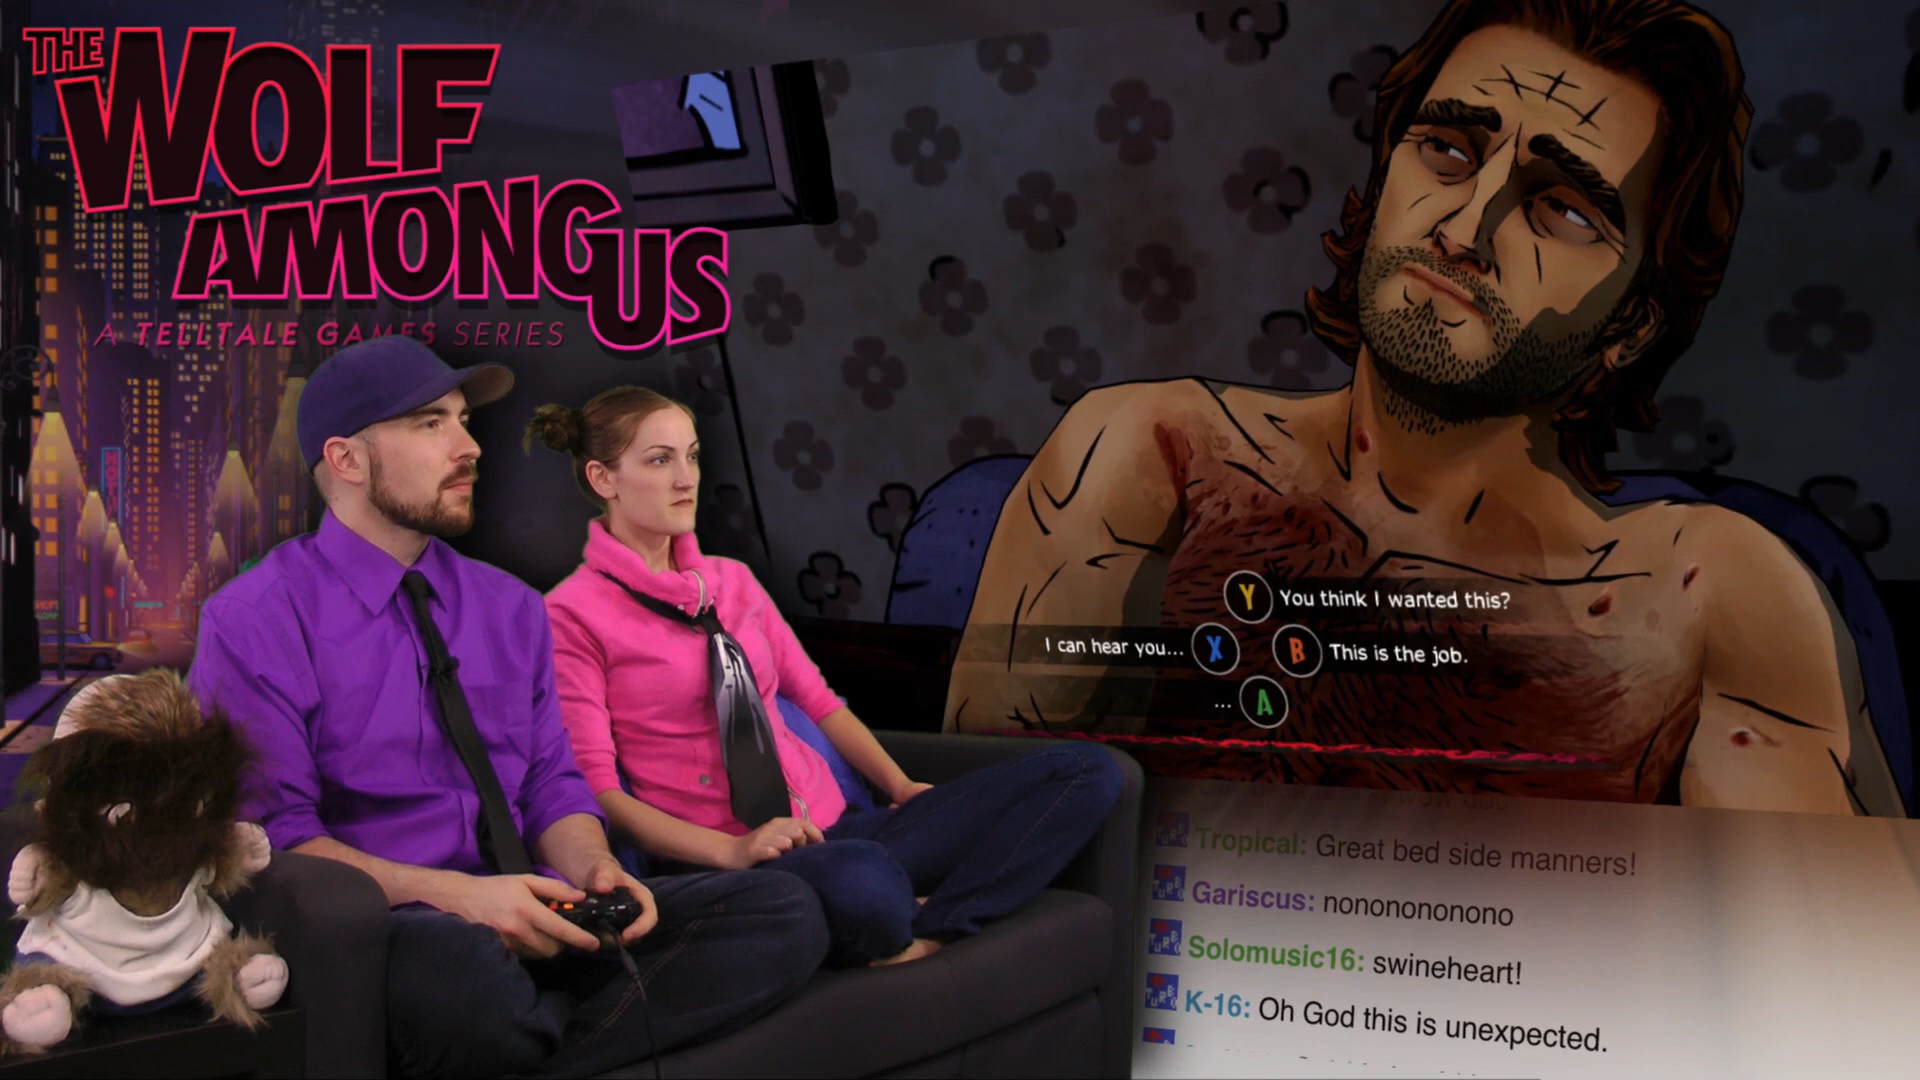 THE
WOLF
AMONG
US
A TELLTALE GAMES SERIES
Y You think I wanted this?
I can hear you... X B This is the job.
... A
Tropical: Great bed side manners!
Gariscus: nonononono
Solomusic16: swineheart!
K-16: Oh God this is unexpected.